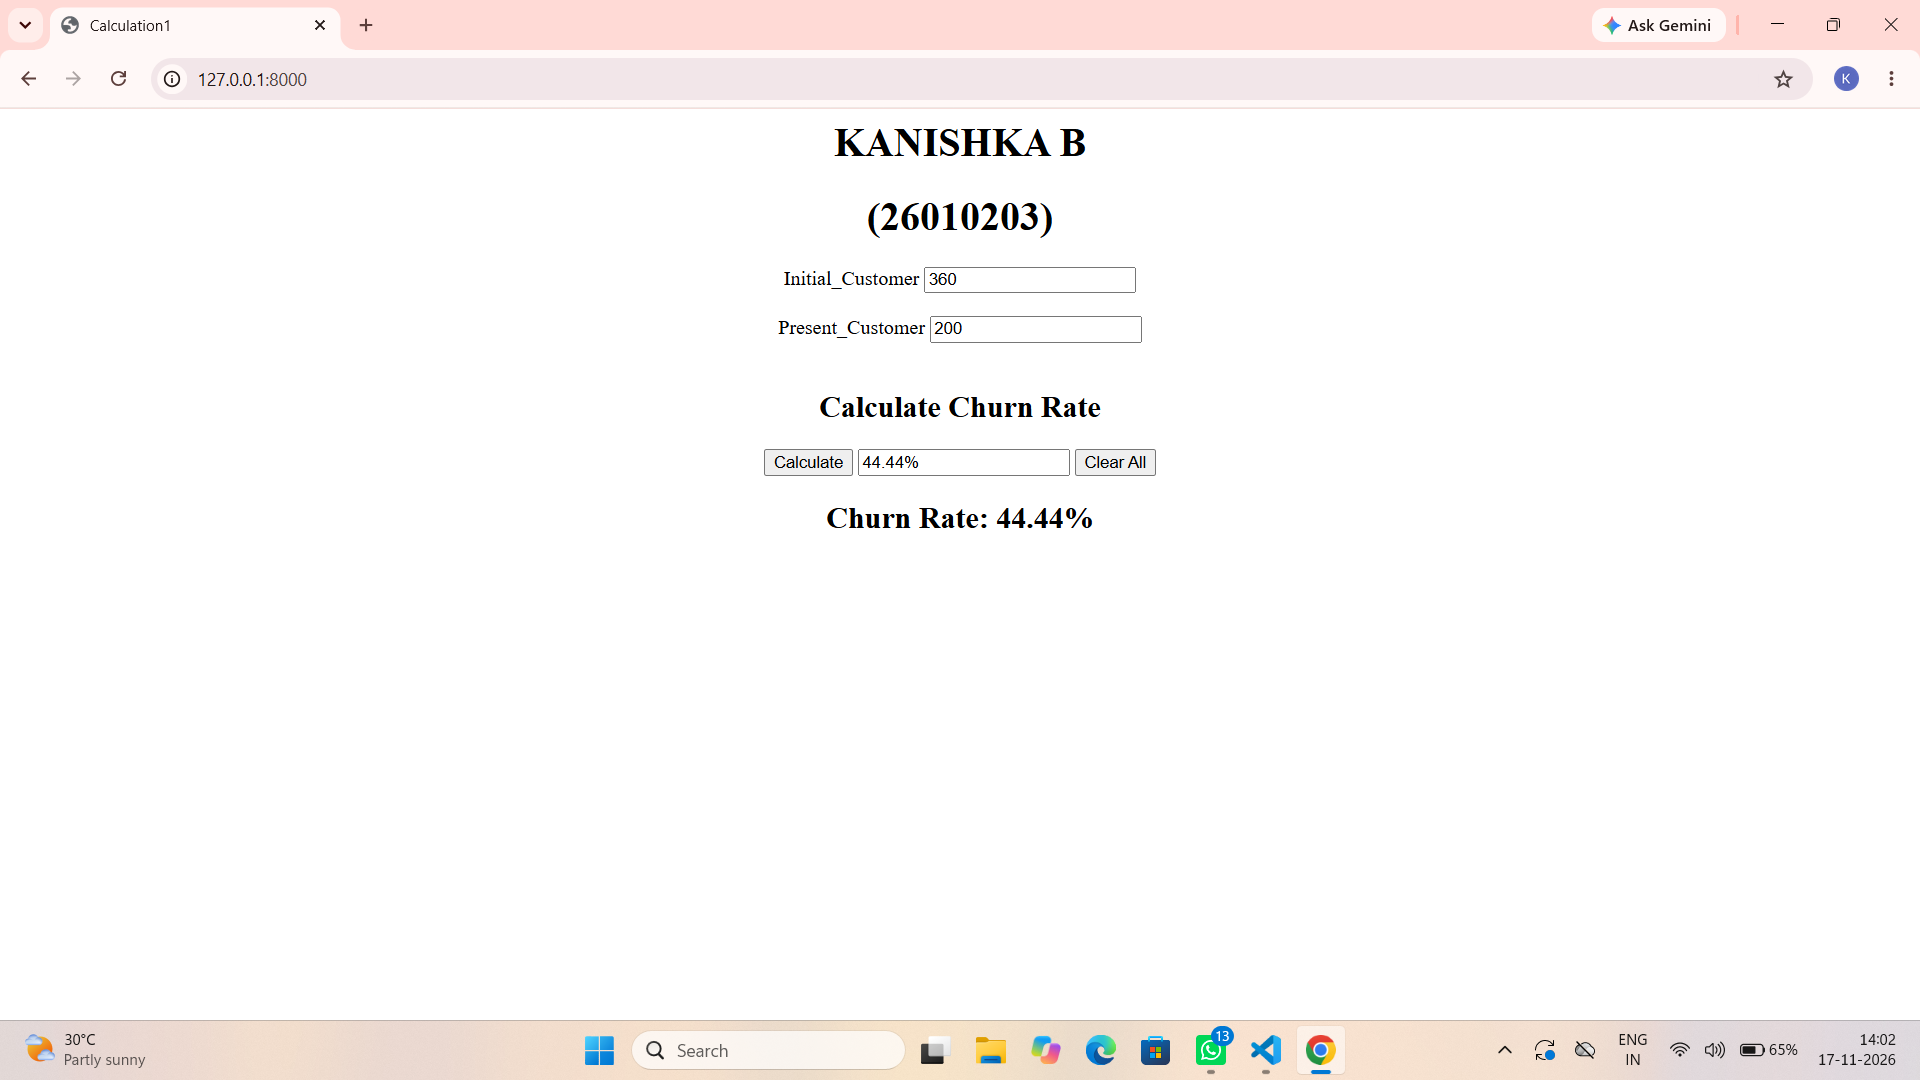 Calculation1
Ask Gemini
127.0.0.1:8000
K
KANISHKA B
(26010203)
Initial_Customer 360
Present_Customer 200
Calculate Churn Rate
Calculate 44.44% Clear All
Churn Rate: 44.44%
30°C
Partly sunny
Search
13
ENG
IN
65%
14:02
17-11-2026